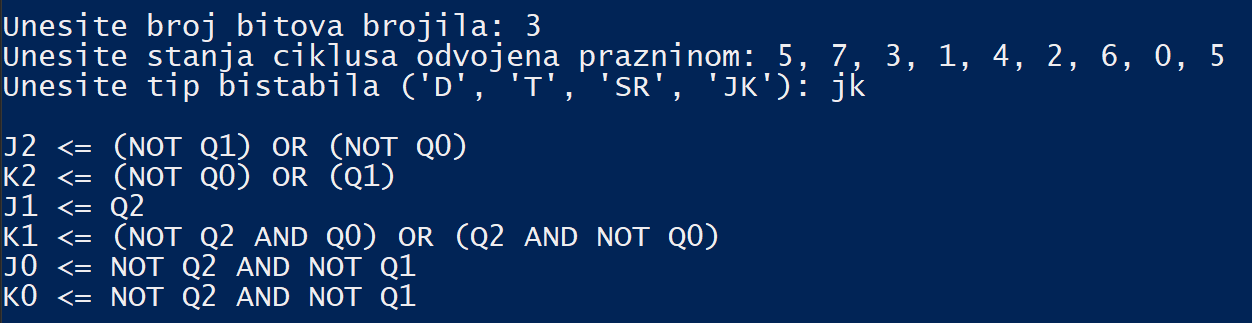 Unesite broj bitova brojila: 3
Unesite stanja ciklusa odvojena prazninom: 5, 7, 3, 1, 4, 2, 6, 0, 5
Unesite tip bistabila ('D', 'T', 'SR', 'JK'): jk
J2 <= (NOT Q1) OR (NOT Q0)
K2 <= (NOT Q0) OR (Q1)
J1 <= Q2
K1 <= (NOT Q2 AND Q0) OR (Q2 AND NOT Q0)
J0 <= NOT Q2 AND NOT Q1
K0 <= NOT Q2 AND NOT Q1